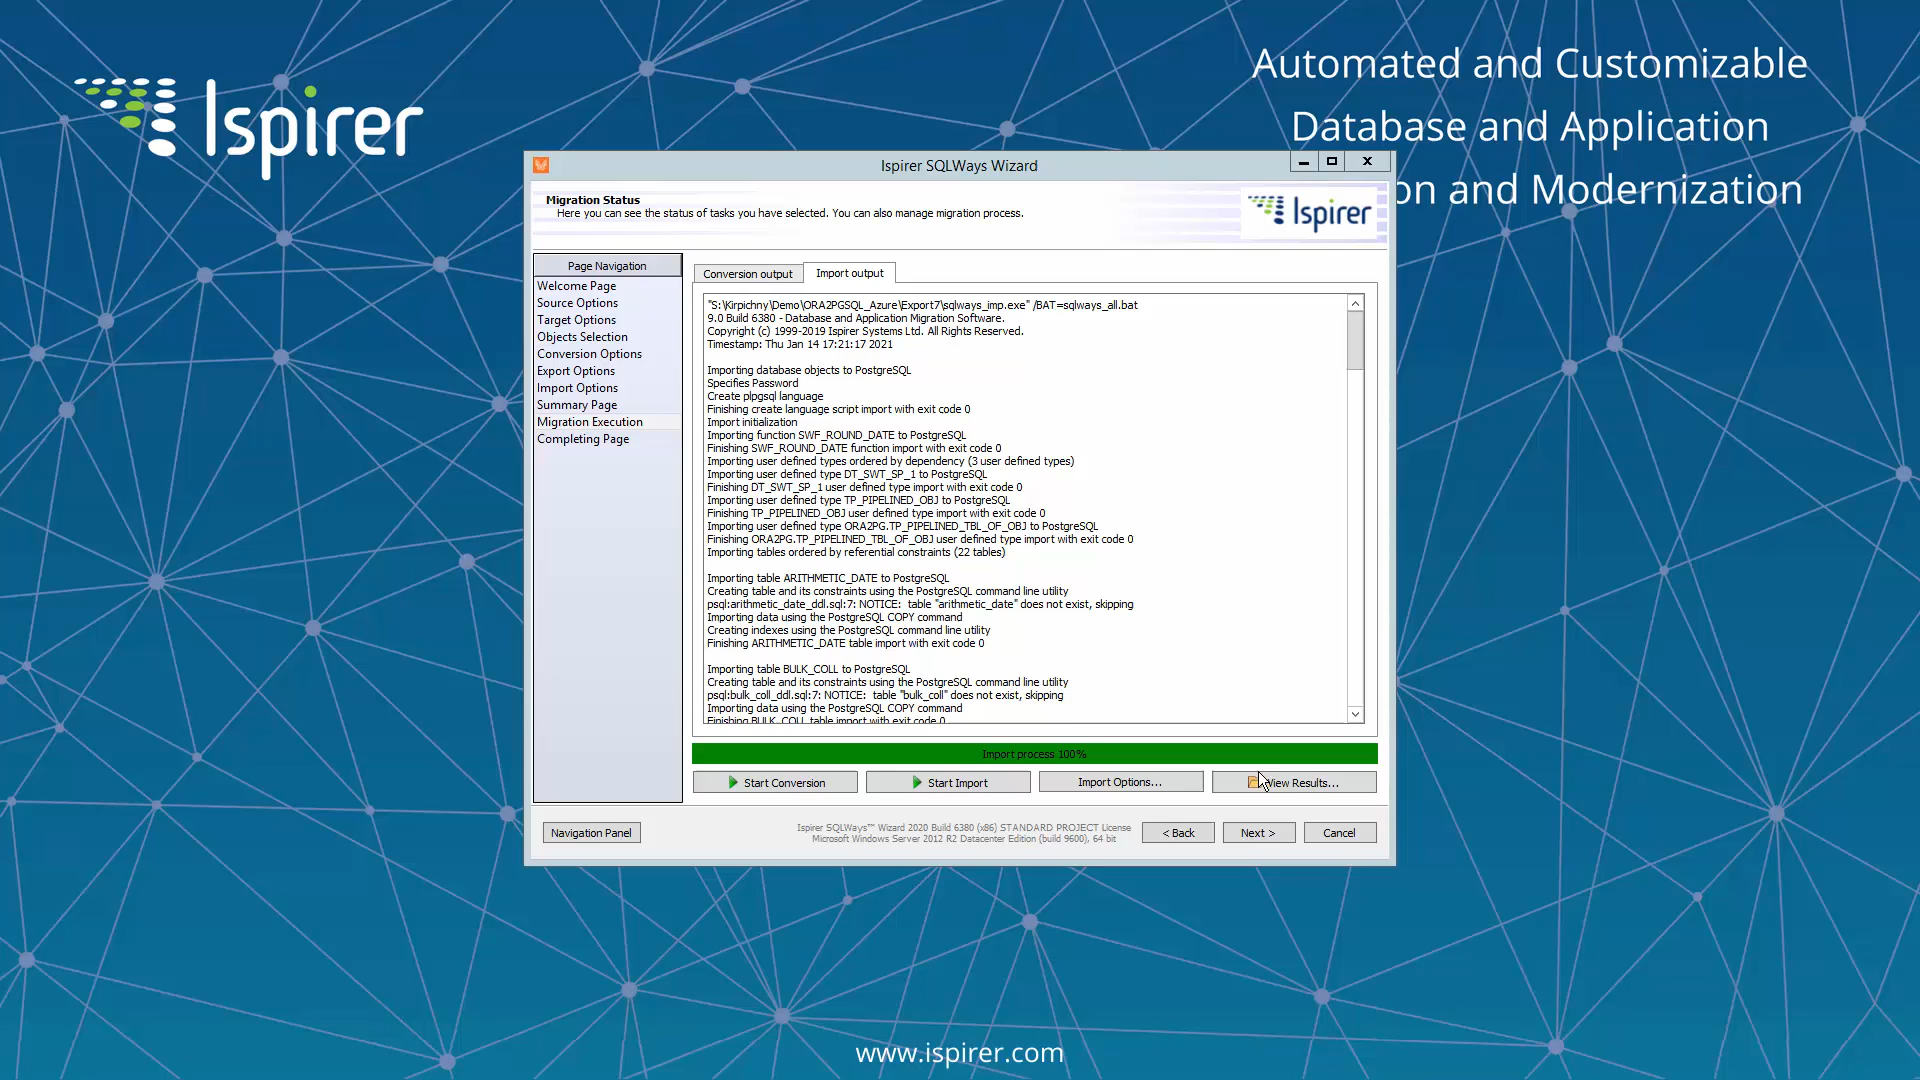 Ispirer
Automated and Customizable
Database and Application
on and Modernization
Ispirer SQLWays Wizard
Migration Status
Here you can see the status of tasks you have selected. You can also manage migration process.
Ispirer
Page Navigation
Welcome Page
Source Options
Target Options
Objects Selection
Conversion Options
Export Options
Import Options
Summary Page
Migration Execution
Completing Page
Conversion output
Import output
"S:\Kirpichny\Demo\ORA2PGSQL_Azure\Export7\sqlways_imp.exe" /BAT=sqlways_all.bat
9.0 Build 6380 - Database and Application Migration Software.
Copyright (c) 1999-2019 Ispirer Systems Ltd. All Rights Reserved.
Timestamp: Thu Jan 14 17:21:17 2021
Importing database objects to PostgreSQL
Specifies Password
Create plpgsql language
Finishing create language script import with exit code 0
Import initialization
Importing function SWF_ROUND_DATE to PostgreSQL
Finishing SWF_ROUND_DATE function import with exit code 0
Importing user defined types ordered by dependency (3 user defined types)
Importing user defined type DT_SWT_SP_1 to PostgreSQL
Finishing DT_SWT_SP_1 user defined type import with exit code 0
Importing user defined type TP_PIPELINED_OBJ to PostgreSQL
Finishing TP_PIPELINED_OBJ user defined type import with exit code 0
Importing user defined type ORA2PG.TP_PIPELINED_TBL_OF_OBJ to PostgreSQL
Finishing ORA2PG.TP_PIPELINED_TBL_OF_OBJ user defined type import with exit code 0
Importing tables ordered by referential constraints (22 tables)
Importing table ARITHMETIC_DATE to PostgreSQL
Creating table and its constraints using the PostgreSQL command line utility
psql:arithmetic_date_ddl.sql:7: NOTICE:  table "arithmetic_date" does not exist, skipping
Importing data using the PostgreSQL COPY command
Creating indexes using the PostgreSQL command line utility
Finishing ARITHMETIC_DATE table import with exit code 0
Importing table BULK_COLL to PostgreSQL
Creating table and its constraints using the PostgreSQL command line utility
psql:bulk_coll_ddl.sql:7: NOTICE:  table "bulk_coll" does not exist, skipping
Importing data using the PostgreSQL COPY command
Finishing BULK_COLL table import with exit code 0
Import process 100%
Start Conversion
Start Import
Import Options...
View Results...
Navigation Panel
Ispirer SQLWays™ Wizard 2020 Build 6380 (x86) STANDARD PROJECT License
Microsoft Windows Server 2012 R2 Datacenter Edition (build 9600), 64 bit
< Back
Next >
Cancel
www.ispirer.com